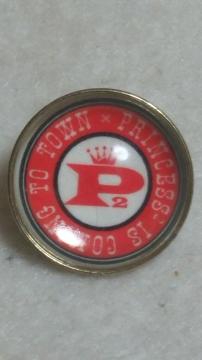 PRINCESS IS COMING TO TOWN ×
P2